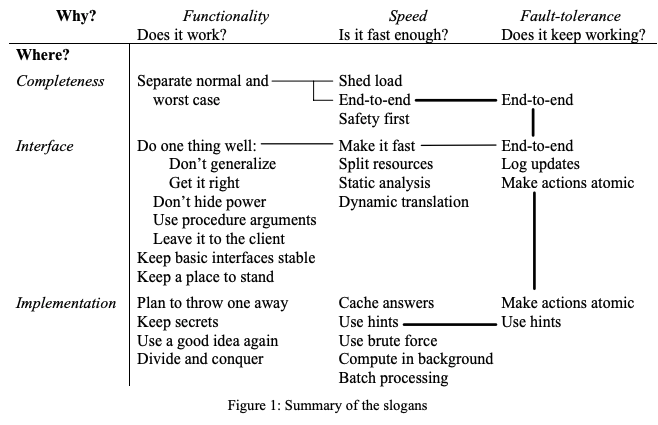 Why? Functionality Speed Fault-tolerance
Does it work? Is it fast enough? Does it keep working?
Where?
Completeness Separate normal and Shed load
worst case End-to-end End-to-end
Safety first
Interface Do one thing well: Make it fast End-to-end
Don’t generalize Split resources Log updates
Get it right Static analysis Make actions atomic
Don’t hide power Dynamic translation
Use procedure arguments
Leave it to the client
Keep basic interfaces stable
Keep a place to stand
Implementation Plan to throw one away Cache answers Make actions atomic
Keep secrets Use hints Use hints
Use a good idea again Use brute force
Divide and conquer Compute in background
Batch processing
Figure 1: Summary of the slogans